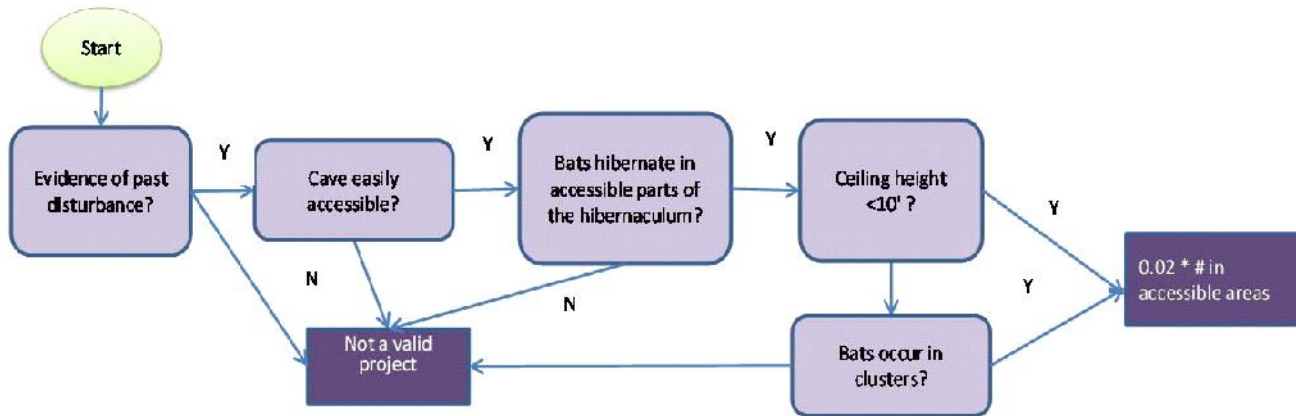 Start
Evidence of past
disturbance?
Y
Cave easily
accessible?
Y
Bats hibernate in
accessible parts of
the hibernaculum?
Y
Ceiling height
<10' ?
Y
0.02 * # in
accessible areas
N
N
Y
Not a valid
project
Bats occur in
clusters?